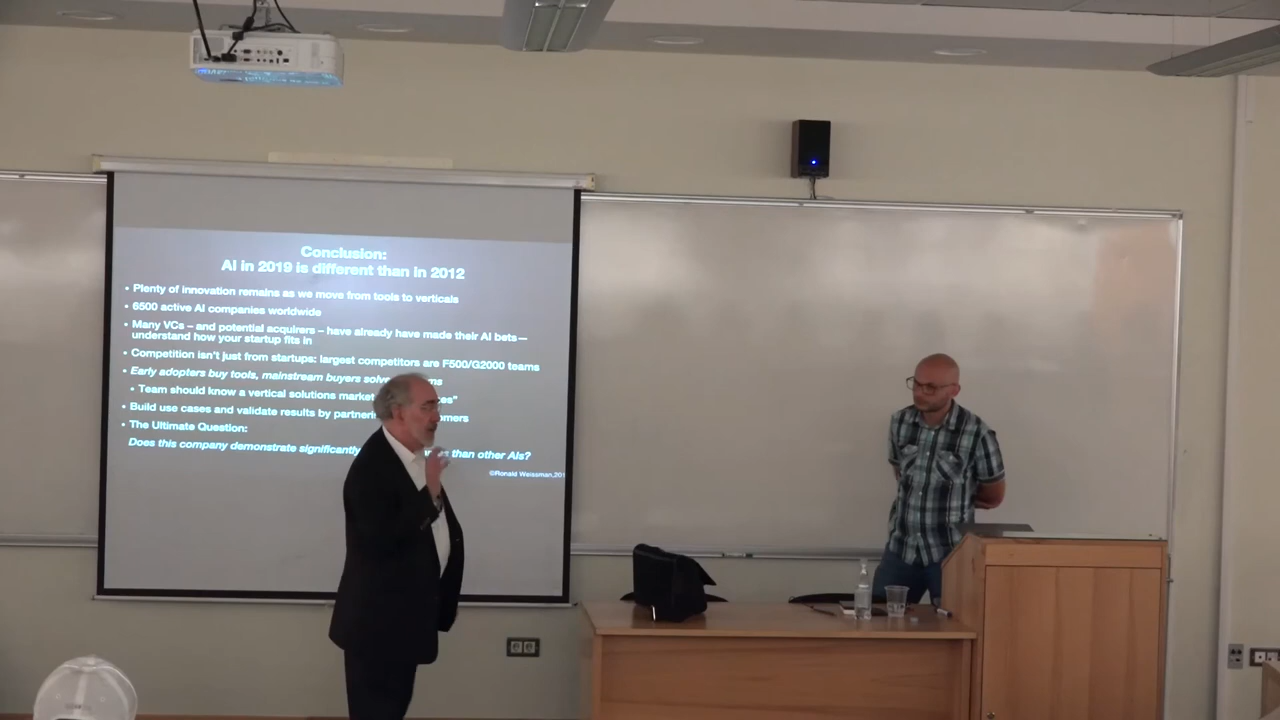 Conclusion:
AI in 2019 is different than in 2012
• Plenty of innovation remains as we move from tools to verticals
• 6500 active AI companies worldwide
• Many VCs – and potential acquirers – have already have made their AI bets—
understand how your startup fits in
• Competition isn't just from startups: largest competitors are F500/G2000 teams
• Early adopters buy tools, mainstream buyers
• Team should know a vertical solutions
• Build use cases and validate results by
• The Ultimate Question:
Does this company demonstrate significantly than other AIs?
©Ronald Weissman,